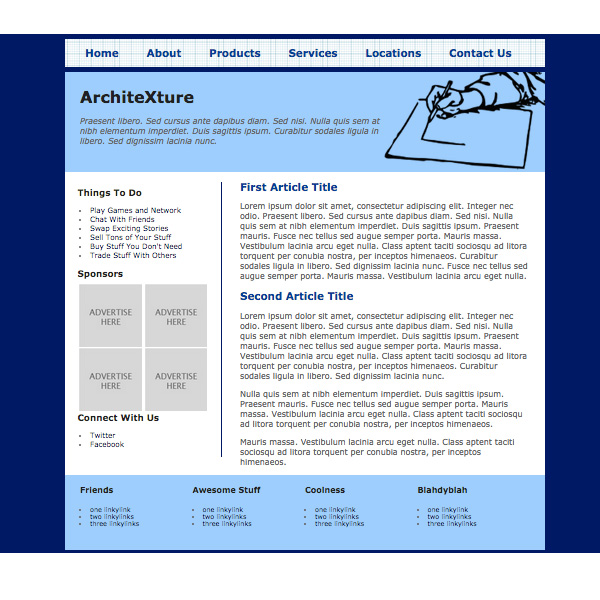 Home About Products Services Locations Contact Us
ArchiteXture
Praesent libero. Sed cursus ante dapibus diam. Sed nisi. Nulla quis sem at
nibh elementum imperdiet. Duis sagittis ipsum. Curabitur sodales ligula in
libero. Sed dignissim lacinia nunc.
Things To Do
Play Games and Network
Chat With Friends
Swap Exciting Stories
Sell Tons of Your Stuff
Buy Stuff You Don't Need
Trade Stuff With Others
Sponsors
ADVERTISE
HERE
ADVERTISE
HERE
ADVERTISE
HERE
ADVERTISE
HERE
Connect With Us
Twitter
Facebook
First Article Title
Lorem ipsum dolor sit amet, consectetur adipiscing elit. Integer nec
odio. Praesent libero. Sed cursus ante dapibus diam. Sed nisi. Nulla
quis sem at nibh elementum imperdiet. Duis sagittis ipsum. Praesent
mauris. Fusce nec tellus sed augue semper porta. Mauris massa.
Vestibulum lacinia arcu eget nulla. Class aptent taciti sociosqu ad litora
torquent per conubia nostra, per inceptos himenaeos. Curabitur
sodales ligula in libero. Sed dignissim lacinia nunc. Fusce nec tellus sed
augue semper porta. Mauris massa. Vestibulum lacinia arcu eget nulla.
Second Article Title
Lorem ipsum dolor sit amet, consectetur adipiscing elit. Integer nec
odio. Praesent libero. Sed cursus ante dapibus diam. Sed nisi. Nulla
quis sem at nibh elementum imperdiet. Duis sagittis ipsum. Praesent
mauris. Fusce nec tellus sed augue semper porta. Mauris massa.
Vestibulum lacinia arcu eget nulla. Class aptent taciti sociosqu ad litora
torquent per conubia nostra, per inceptos himenaeos. Curabitur
sodales ligula in libero. Sed dignissim lacinia nunc.
Nulla quis sem at nibh elementum imperdiet. Duis sagittis ipsum.
Praesent mauris. Fusce nec tellus sed augue semper porta. Mauris
massa. Vestibulum lacinia arcu eget nulla. Class aptent taciti sociosqu
ad litora torquent per conubia nostra, per inceptos himenaeos.
Mauris massa. Vestibulum lacinia arcu eget nulla. Class aptent taciti
sociosqu ad litora torquent per conubia nostra, per inceptos
himenaeos.
Friends
one linkylink
two linkylinks
three linkylinks
Awesome Stuff
one linkylink
two linkylinks
three linkylinks
Coolness
one linkylink
two linkylinks
three linkylinks
Blahdyblah
one linkylink
two linkylinks
three linkylinks